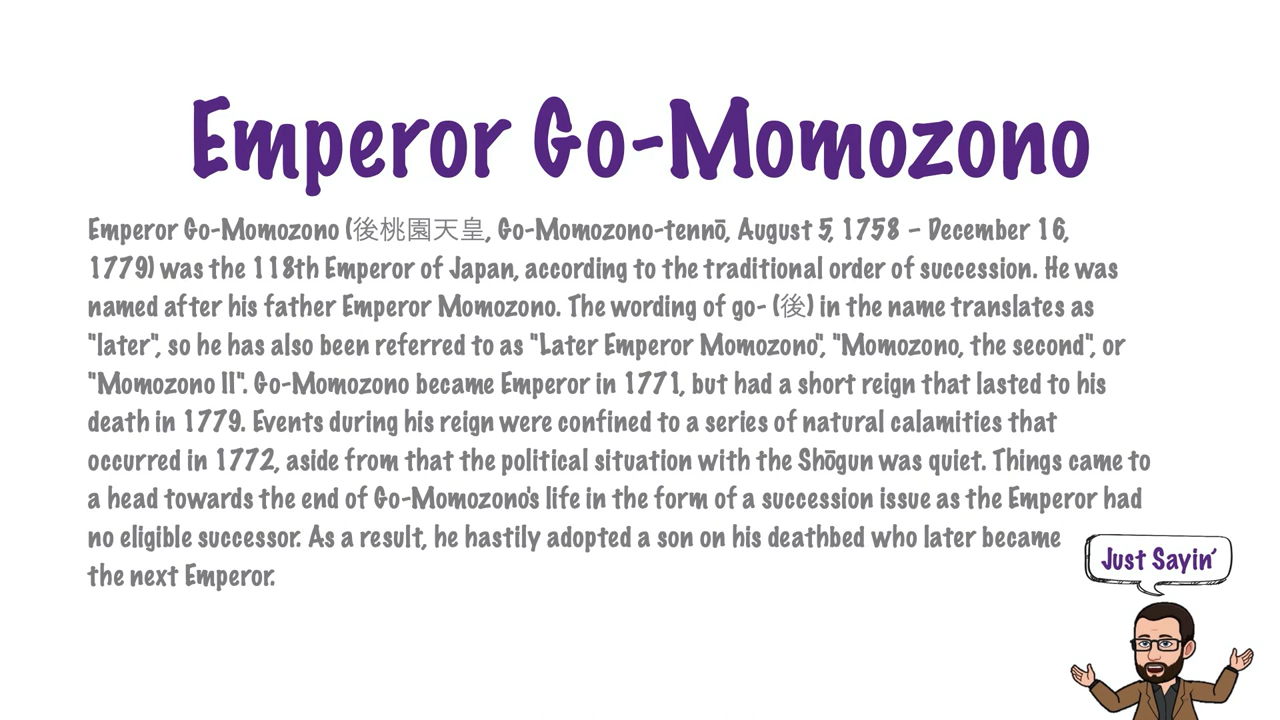 Emperor Go-Momozono
Emperor Go-Momozono (後桃園天皇, Go-Momozono-tennō, August 5, 1758 – December 16,
1779) was the 118th Emperor of Japan, according to the traditional order of succession. He was
named after his father Emperor Momozono. The wording of go- (後) in the name translates as
"later", so he has also been referred to as "Later Emperor Momozono", "Momozono, the second", or
"Momozono II". Go-Momozono became Emperor in 1771, but had a short reign that lasted to his
death in 1779. Events during his reign were confined to a series of natural calamities that
occurred in 1772, aside from that the political situation with the Shōgun was quiet. Things came to
a head towards the end of Go-Momozono's life in the form of a succession issue as the Emperor had
no eligible successor. As a result, he hastily adopted a son on his deathbed who later became
the next Emperor.
Just Sayin'